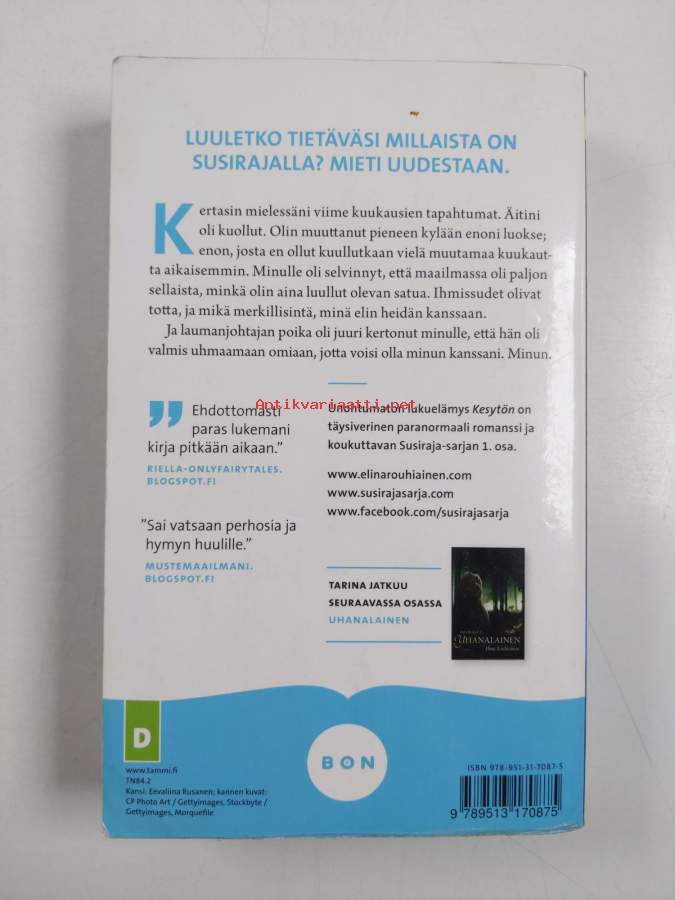 LUULETKO TIETÄVÄSI MILLAISTA ON
SUSIRAJALLA? MIETI UUDESTAAN.
Kertasin mielessäni viime kuukausien tapahtumat. Äitini
oli kuollut. Olin muuttanut pieneen kylään enoni luokse;
enon, josta en ollut kuullutkaan vielä muutamaa kuukaut-
ta aikaisemmin. Minulle oli selvinnyt, että maailmassa oli paljon
sellaista, minkä olin aina luullut olevan satua. Ihmissudet olivat
totta, ja mikä merkillisintä, minä elin heidän kanssaan.
Ja laumanjohtajan poika oli juuri kertonut minulle, että hän oli
valmis uhmaamaan omiaan, jotta voisi olla minun kanssani. Minun.
Antikvariaatti.net
” Ehdottomasti
paras lukemani
kirja pitkään aikaan.”
RIELLA-ONLYFAIRYTALES.
BLOGSPOT.FI
”Sai vatsaan perhosia ja
hymyn huulille.”
MUSTEMAAILMANI.
BLOGSPOT.FI
Unohtumaton lukuelämys Kesytön on
täysiverinen paranormaali romanssi ja
koukuttavan Susiraja-sarjan 1. osa.
www.elinarouhiainen.com
www.susirajasarja.com
www.facebook.com/susirajasarja
TARINA JATKUU
SEURAAVASSA OSASSA
UHANALAINEN
UHANALAINEN
D
www.tammi.fi
TN84.2
Kansi: Eevaliina Rusanen; kannen kuvat:
CP Photo Art / Gettyimages, Stockbyte /
Gettyimages, Morquefile
BON
ISBN 978-951-31-7087-5
9 789513 170875